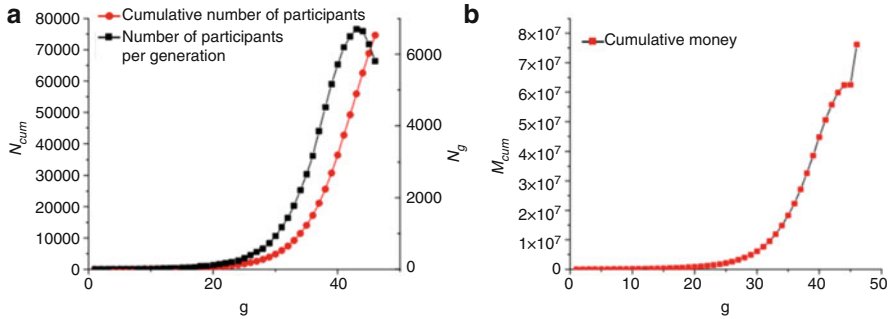 a
Cumulative number of participants
Number of participants
per generation
80000
70000
60000
50000
40000
30000
20000
10000
0
N_cum
6000
4000
2000
0
N_g
0
20
40
g
b
Cumulative money
8×10^7
7×10^7
6×10^7
5×10^7
4×10^7
3×10^7
2×10^7
1×10^7
0
M_cum
0
10
20
30
40
50
g